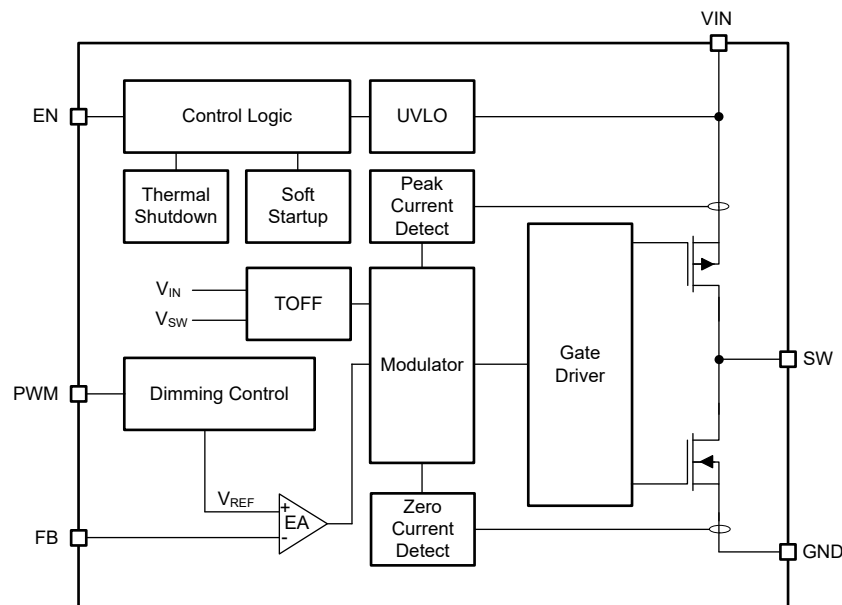 VIN
EN
Control Logic
UVLO
Thermal
Shutdown
Soft
Startup
Peak
Current
Detect
VIN
VSW
TOFF
Modulator
Gate
Driver
SW
PWM
Dimming Control
VREF
+
EA
-
FB
Zero
Current
Detect
GND